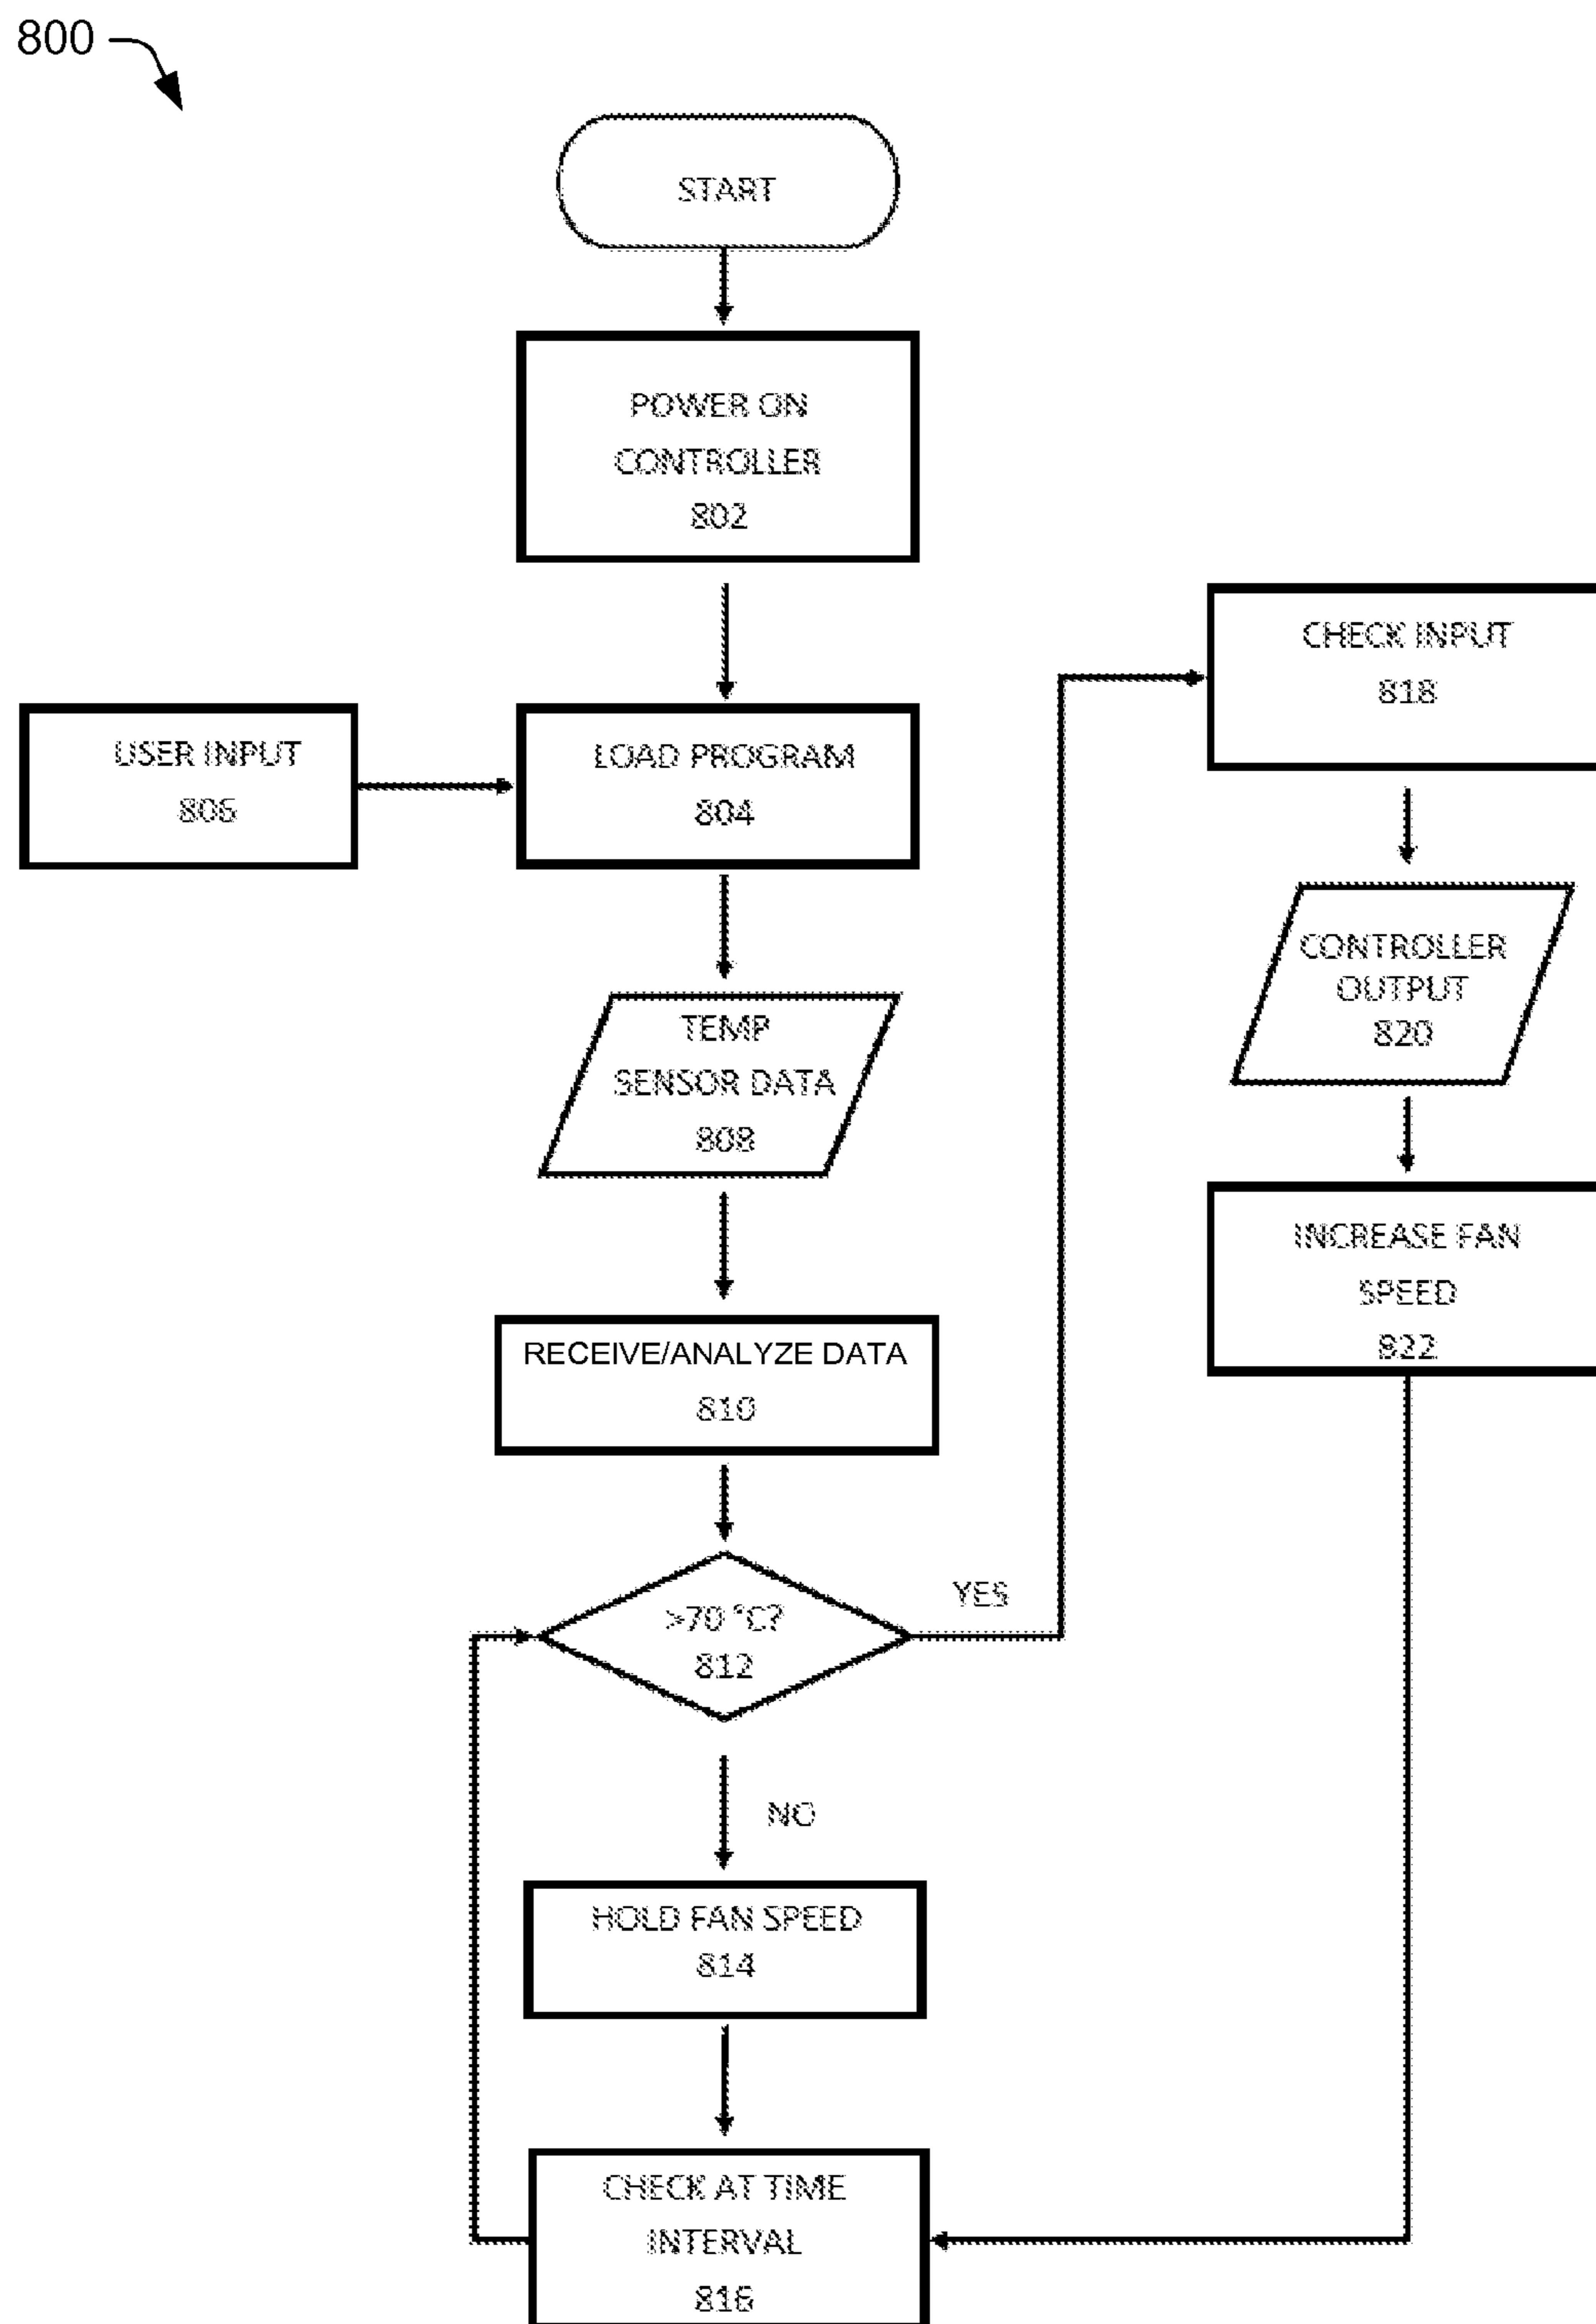 800
START
POWER ON
CONTROLLER
802
USER INPUT
806
LOAD PROGRAM
804
TEMP
SENSOR DATA
808
RECEIVE/ANALYZE DATA
810
>70 °C?
812
YES
NO
HOLD FAN SPEED
814
CHECK AT TIME
INTERVAL
816
CHECK INPUT
818
CONTROLLER
OUTPUT
820
INCREASE FAN
SPEED
822